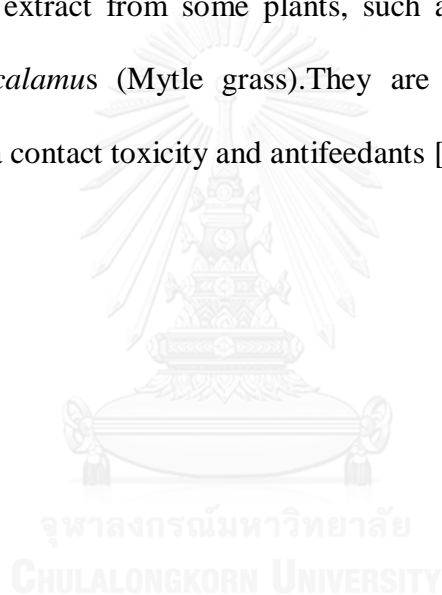 extract from some plants, such a
calamus (Mytle grass).They are
a contact toxicity and antifeedants [
จุฬาลงกรณ์มหาวิทยาลัย
CHULALONGKORN UNIVERSITY